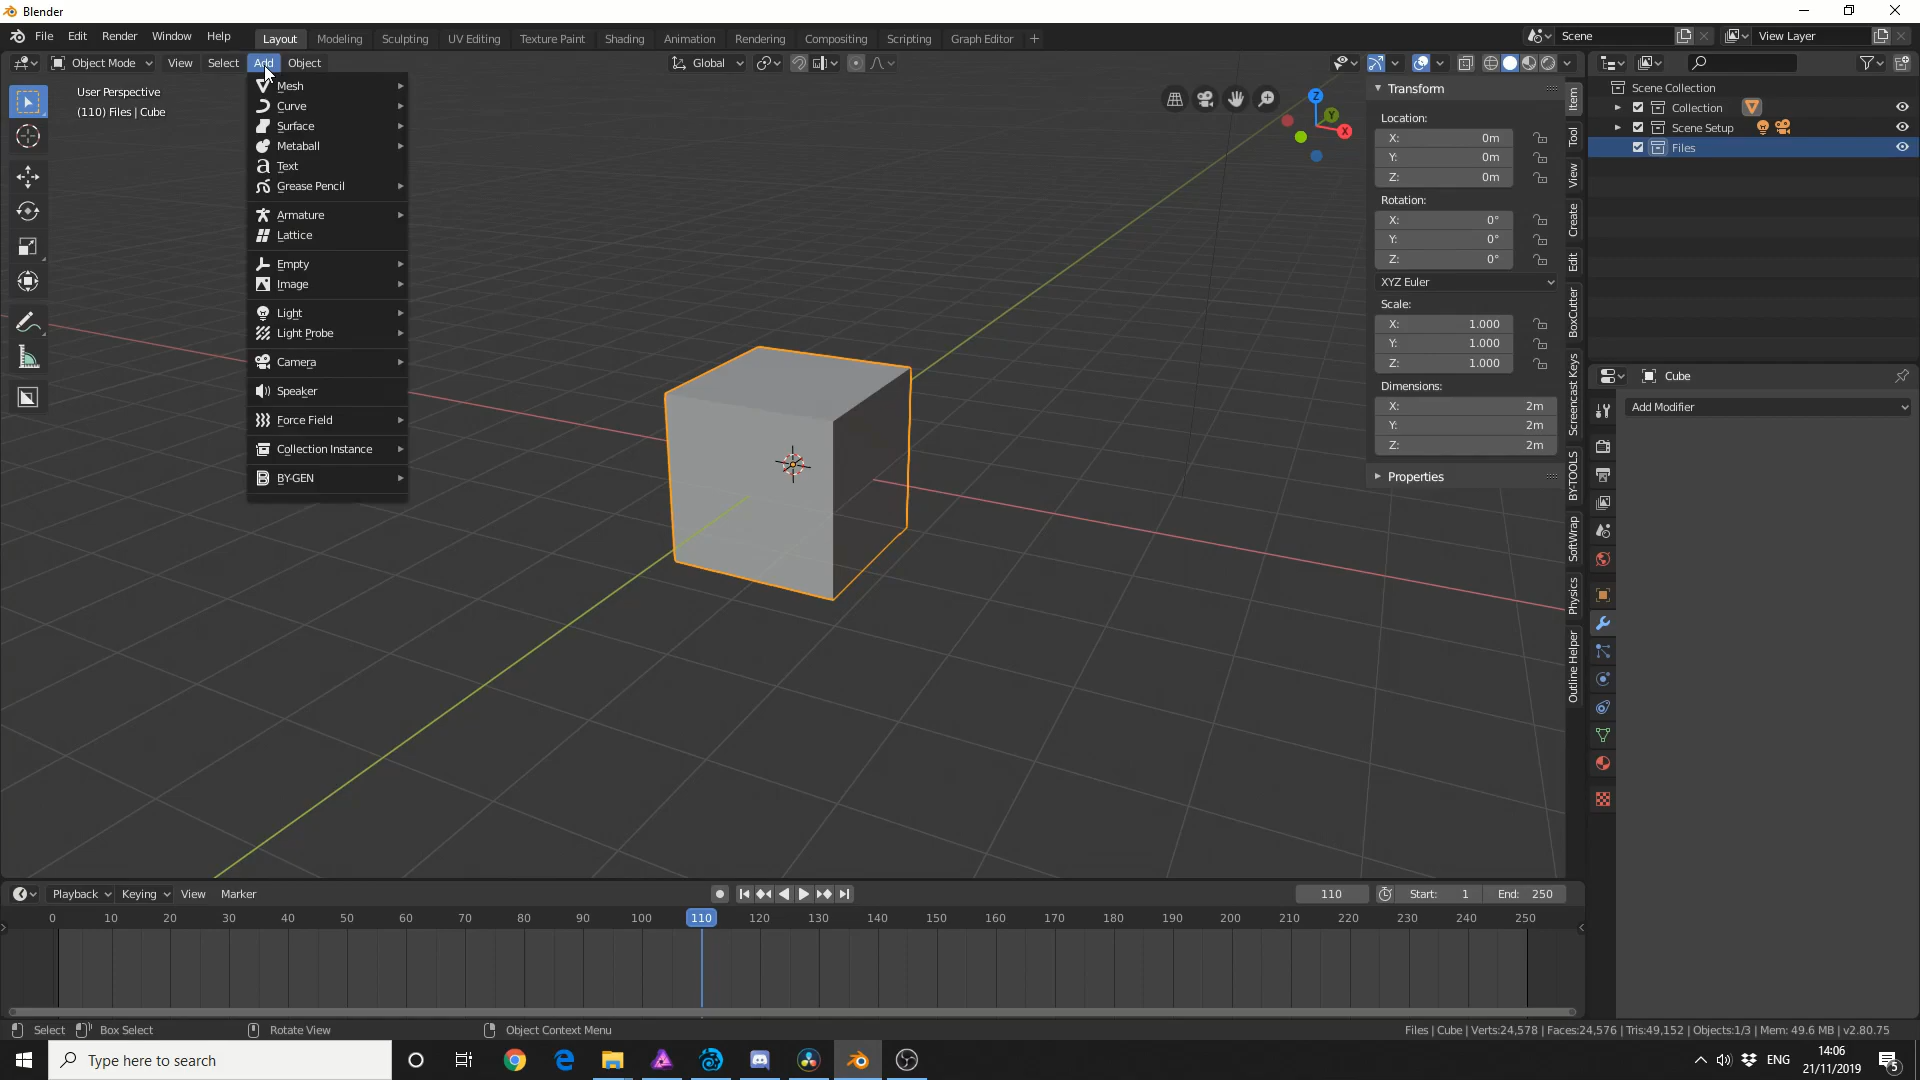 Blender
File Edit Render Window Help
Layout Modeling Sculpting UV Editing Texture Paint Shading Animation Rendering Compositing Scripting Graph Editor +
Scene
View Layer
Object Mode View Select Add Object
Global
User Perspective
(110) Files | Cube
Mesh
Curve
Surface
Metaball
Text
Grease Pencil
Armature
Lattice
Empty
Image
Light
Light Probe
Camera
Speaker
Force Field
Collection Instance
BY-GEN
Z
Y
X
Transform
Location:
X: 0m
Y: 0m
Z: 0m
Rotation:
X: 0°
Y: 0°
Z: 0°
XYZ Euler
Scale:
X: 1.000
Y: 1.000
Z: 1.000
Dimensions:
X: 2m
Y: 2m
Z: 2m
Properties
Item
Tool
View
Create
Edit
BoxCutter
Screencast Keys
BY-TOOLS
SoftWrap
Physics
Outline Helper
Scene Collection
Collection
Scene Setup
Files
Cube
Add Modifier
Playback Keying View Marker
110 Start: 1 End: 250
0 10 20 30 40 50 60 70 80 90 100 110 120 130 140 150 160 170 180 190 200 210 220 230 240 250
Select Box Select Rotate View Object Context Menu
Files | Cube | Verts:24,578 | Faces:24,576 | Tris:49,152 | Objects:1/3 | Mem: 49.6 MB | v2.80.75
Type here to search
ENG
14:06
21/11/2019
5